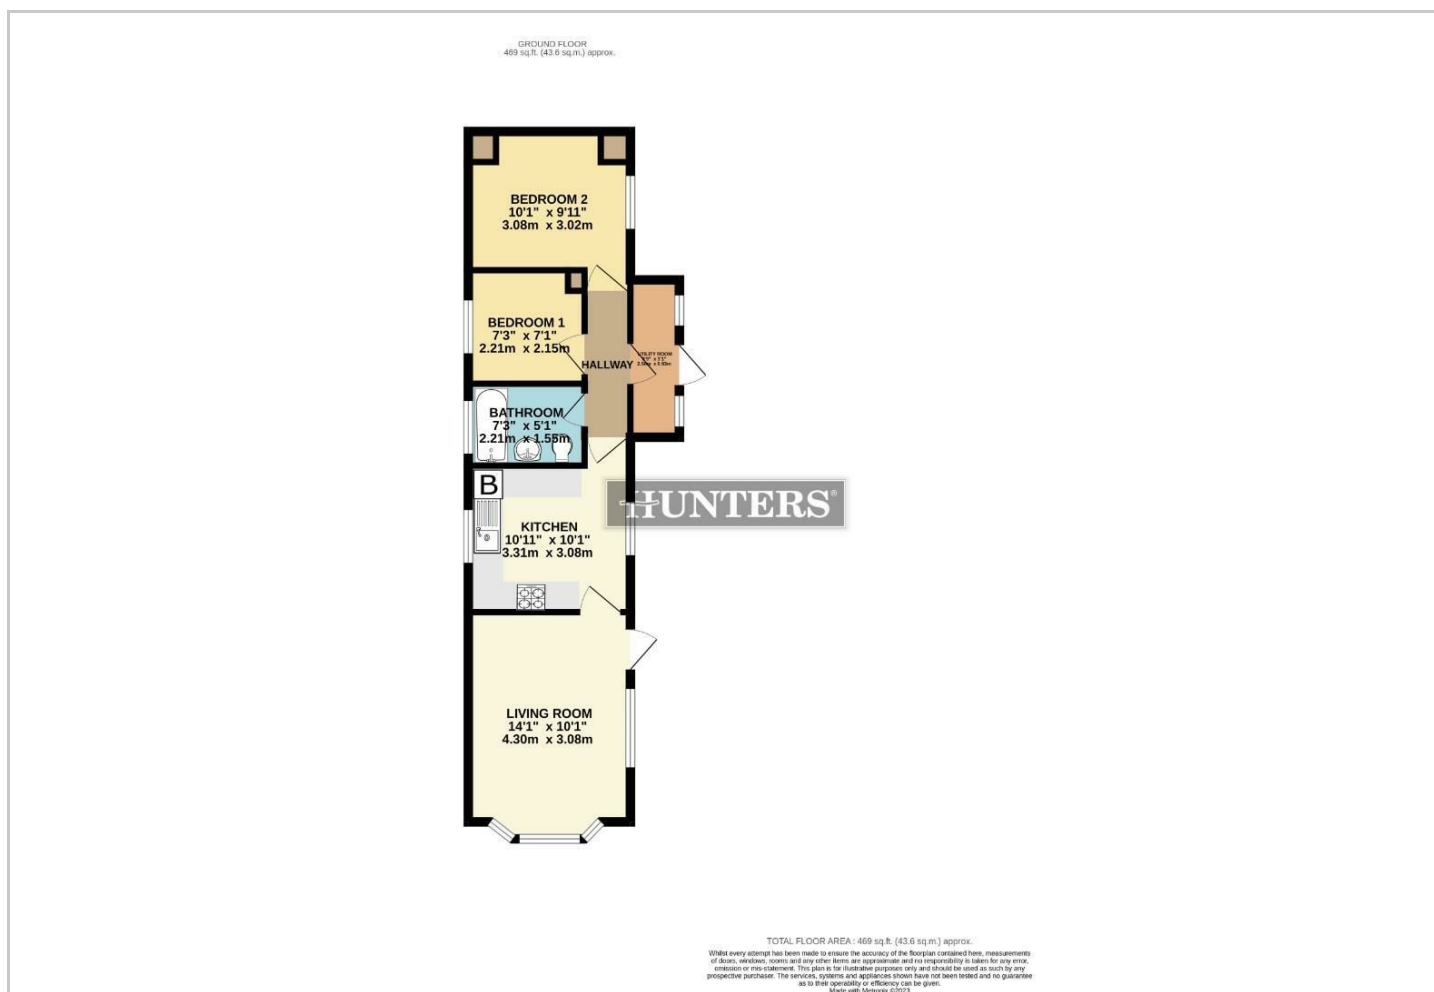 GROUND FLOOR
469 sq.ft. (43.6 sq.m.) approx.
BEDROOM 2
10'1" x 9'11"
3.08m x 3.02m
BEDROOM 1
7'3" x 7'1"
2.21m x 2.15m
HALLWAY
UTILITY ROOM
BATHROOM
7'3" x 5'1"
2.21m x 1.55m
B
HUNTERS®
KITCHEN
10'11" x 10'1"
3.31m x 3.08m
LIVING ROOM
14'1" x 10'1"
4.30m x 3.08m
TOTAL FLOOR AREA : 469 sq.ft. (43.6 sq.m.) approx.
Whilst every attempt has been made to ensure the accuracy of the floorplan contained here, measurements
of doors, windows, rooms and any other items are approximate and no responsibility is taken for any error,
omission or mis-statement. This plan is for illustrative purposes only and should be used as such by any
prospective purchaser. The services, systems and appliances shown have not been tested and no guarantee
as to their operability or efficiency can be given.
Made with Metropix ©2023